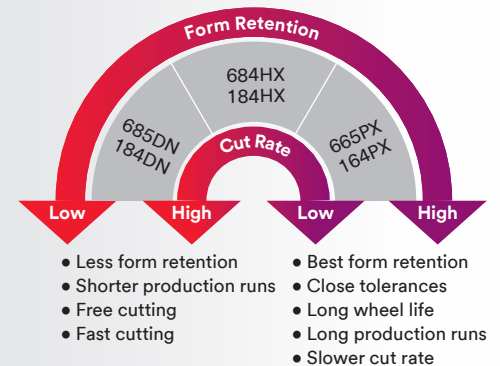 Form Retention
684HX
184HX
685DN
184DN
Cut Rate
665PX
164PX
Low
High
Low
High
● Less form retention
● Shorter production runs
● Free cutting
● Fast cutting
● Best form retention
● Close tolerances
● Long wheel life
● Long production runs
● Slower cut rate